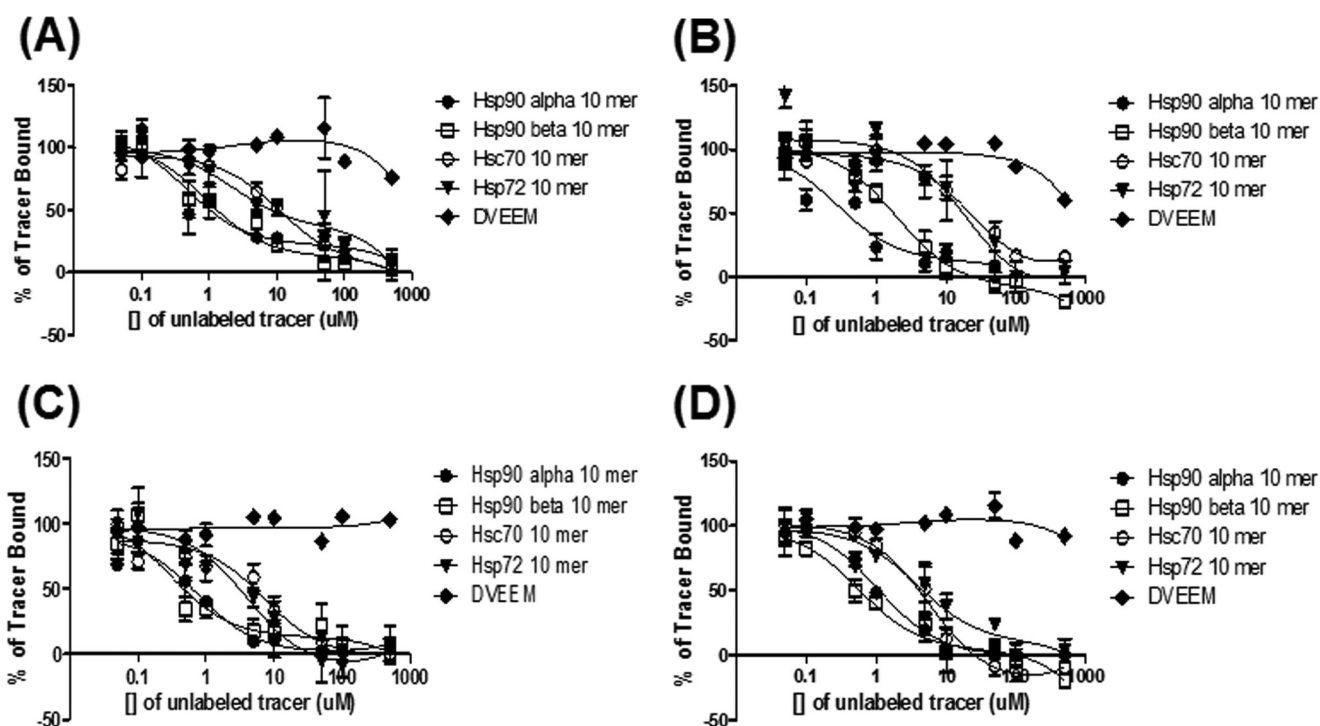 (A)
150
100
50
0
-50
0.1 1 10 100 1000
% of Tracer Bound
[] of unlabeled tracer (uM)
Hsp90 alpha 10 mer
Hsp90 beta 10 mer
Hsc70 10 mer
Hsp72 10 mer
DVEEM
(B)
150
100
50
0
-50
0.1 1 10 100 1000
% of Tracer Bound
[] of unlabeled tracer (uM)
Hsp90 alpha 10 mer
Hsp90 beta 10 mer
Hsc70 10 mer
Hsp72 10 mer
DVEEM
(C)
150
100
50
0
-50
0.1 1 10 100 1000
% of Tracer Bound
[] of unlabeled tracer (uM)
Hsp90 alpha 10 mer
Hsp90 beta 10 mer
Hsc70 10 mer
Hsp72 10 mer
DVEEM
(D)
150
100
50
0
-50
0.1 1 10 100 1000
% of Tracer Bound
[] of unlabeled tracer (uM)
Hsp90 alpha 10 mer
Hsp90 beta 10 mer
Hsc70 10 mer
Hsp72 10 mer
DVEEM